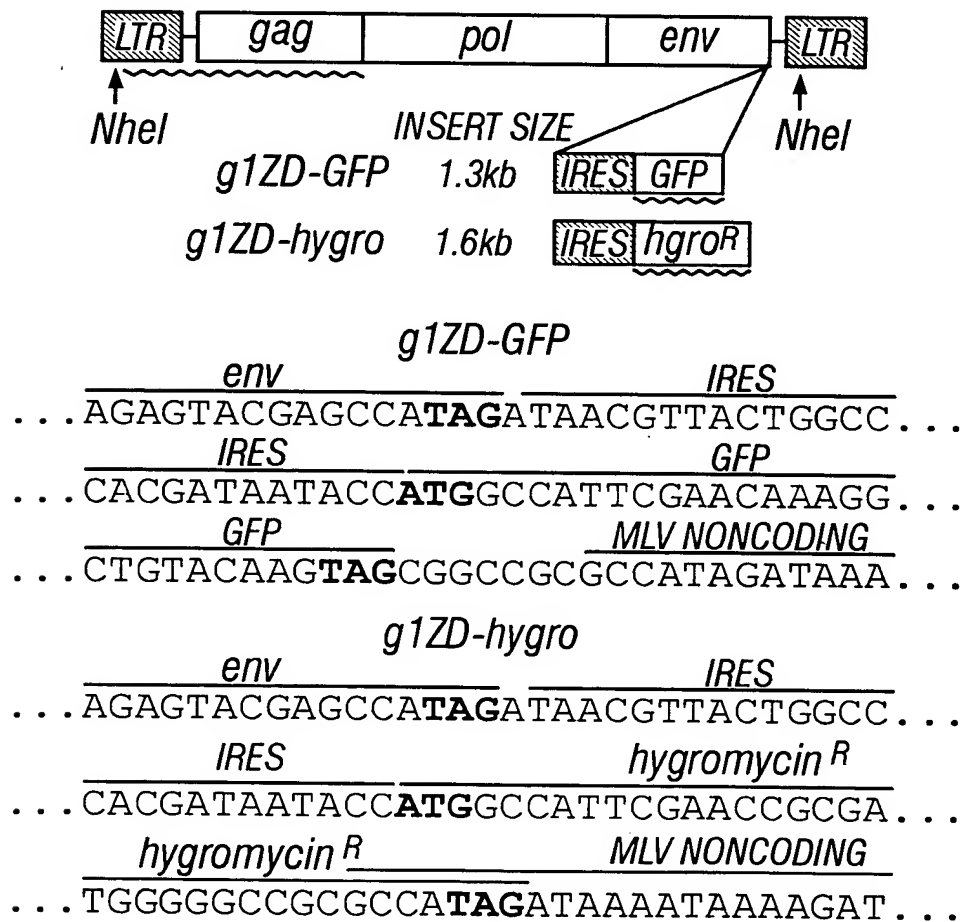 LTR gag pol env LTR
NheI INSERT SIZE NheI
g1ZD-GFP 1.3kb IRES GFP
g1ZD-hygro 1.6kb IRES hgroR
g1ZD-GFP
env IRES
...AGAGTACGAGCCATAGATAACGTTACTGGCC...
IRES GFP
...CACGATAATACCATGGCCATTCGAACAAAGG...
GFP MLV NONCODING
...CTGTACAAGTAGCGGCCGCGCCATAGATAAA...
g1ZD-hygro
env IRES
...AGAGTACGAGCCATAGATAACGTTACTGGCC...
IRES hygromycin R
...CACGATAATACCATGGCCATTCGAACCGCGA...
hygromycin R MLV NONCODING
...TGGGGGCCGCGCCATAGATAAAATAAAAGAT...